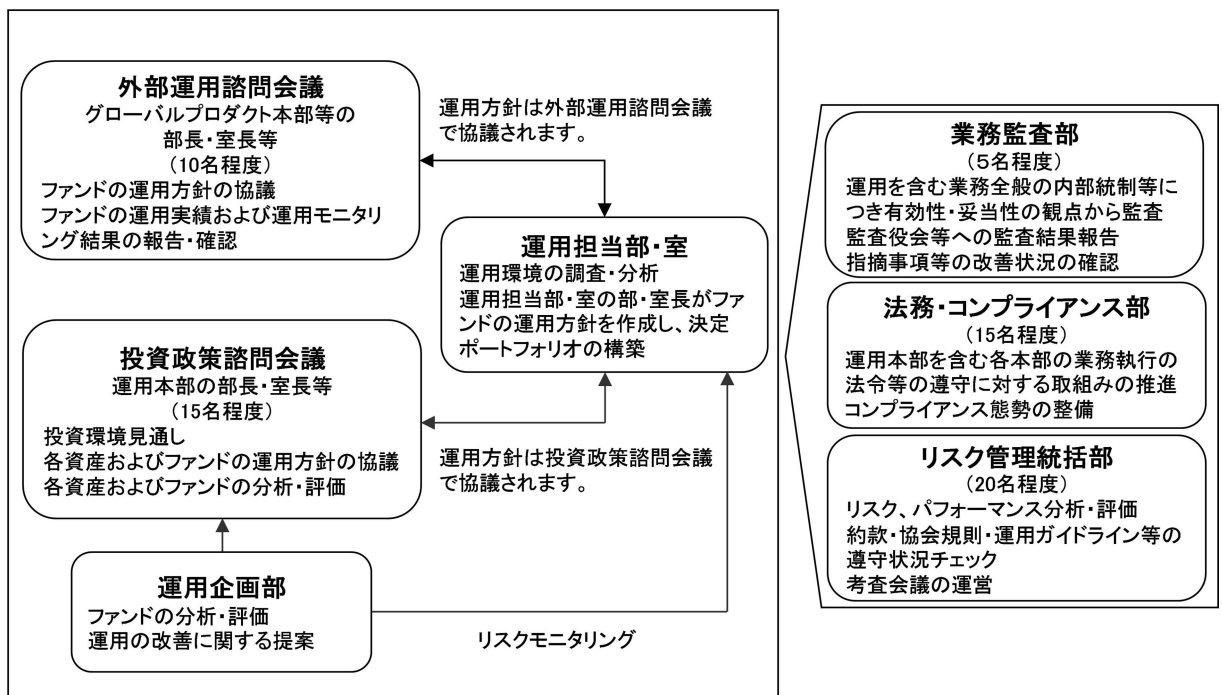 外部運用諮問会議
グローバルプロダクト本部等の
部長・室長等
(10名程度)
ファンドの運用方針の協議
ファンドの運用実績および運用モニタリ
ング結果の報告・確認
運用方針は外部運用諮問会議
で協議されます。
運用担当部・室
運用環境の調査・分析
運用担当部・室の部・室長がファ
ンドの運用方針を作成し、決定
ポートフォリオの構築
投資政策諮問会議
運用本部の部長・室長等
(15名程度)
投資環境見通し
各資産およびファンドの運用方針の協議
各資産およびファンドの分析・評価
運用方針は投資政策諮問会議
で協議されます。
運用企画部
ファンドの分析・評価
運用の改善に関する提案
リスクモニタリング
業務監査部
(5名程度)
運用を含む業務全般の内部統制等に
つき有効性・妥当性の観点から監査
監査役会等への監査結果報告
指摘事項等の改善状況の確認
法務・コンプライアンス部
(15名程度)
運用本部を含む各本部の業務執行の
法令等の遵守に対する取組みの推進
コンプライアンス態勢の整備
リスク管理統括部
(20名程度)
リスク、パフォーマンス分析・評価
約款・協会規則・運用ガイドライン等の
遵守状況チェック
考査会議の運営